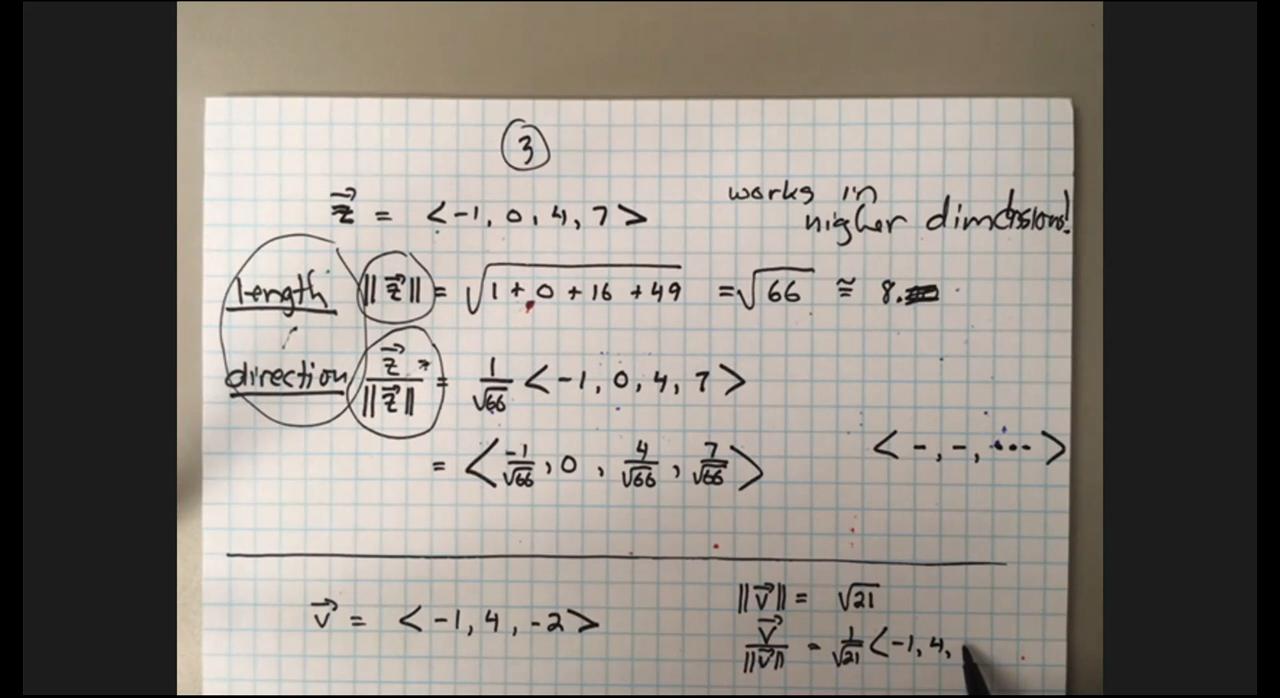 ③
z⃗ = < -1, 0, 4, 7 >
works in
higher dimensions!
length ‖z⃗‖ = √(1 + 0 + 16 + 49) = √66 ≅ 8.
direction z⃗/‖z⃗‖ = 1/√66 < -1, 0, 4, 7 >
= < -1/√66, 0, 4/√66, 7/√66 >
< -, -, ... >
v⃗ = < -1, 4, -2 >
‖v⃗‖ = √21
v⃗/‖v⃗‖ = 1/√21 < -1, 4,